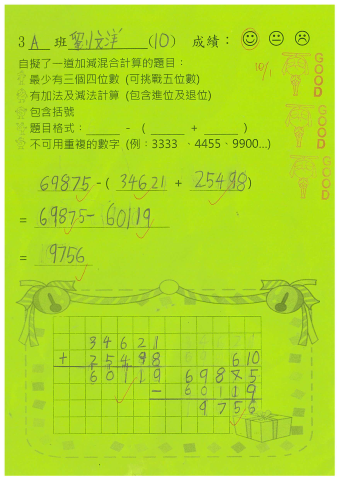 3 A 班 劉文洋 (10) 成績：
10/1
自擬了一道加減混合計算的題目：
最少有三個四位數 (可挑戰五位數)
有加法及減法計算 (包含進位及退位)
包含括號
題目格式：______ - ( ______ + ______ )
不可用重複的數字 (例：3333 、4455、9900...)
GOOD
GOOD
GOOD
69875 - ( 34621 + 25498 )
= 69875 - 60119
= 9756
34621
+ 25498
60119
6 10
69875
- 60119
9756